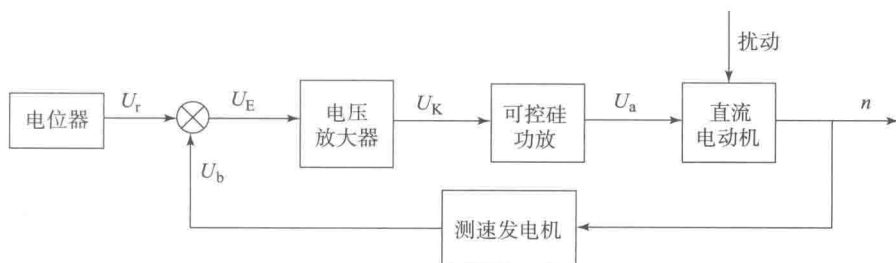 扰动
电位器
U_r
U_E
电压
放大器
U_K
可控硅
功放
U_a
直流
电动机
n
U_b
测速发电机